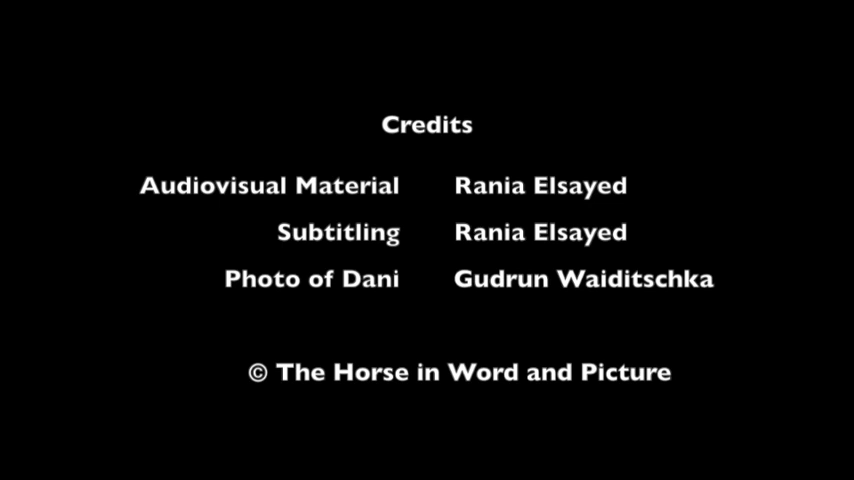 Credits
Audiovisual Material Rania Elsayed
Subtitling Rania Elsayed
Photo of Dani Gudrun Waiditschka
© The Horse in Word and Picture